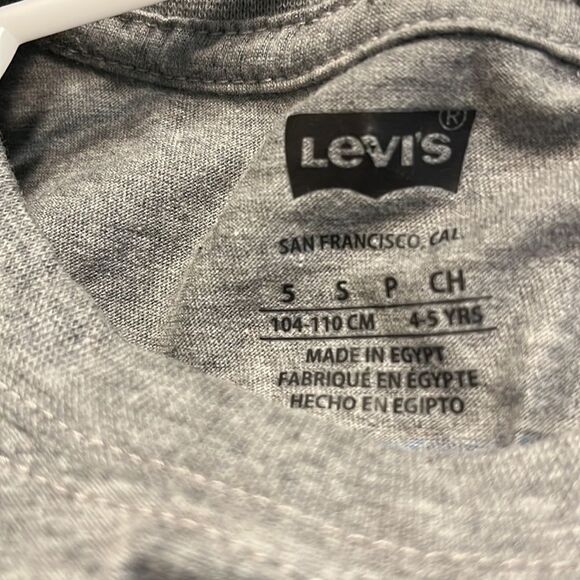 LEVI'S®
SAN FRANCISCO, CAL.
5 S P CH
104-110 CM 4-5 YRS
MADE IN EGYPT
FABRIQUÉ EN ÉGYPTE
HECHO EN EGIPTO